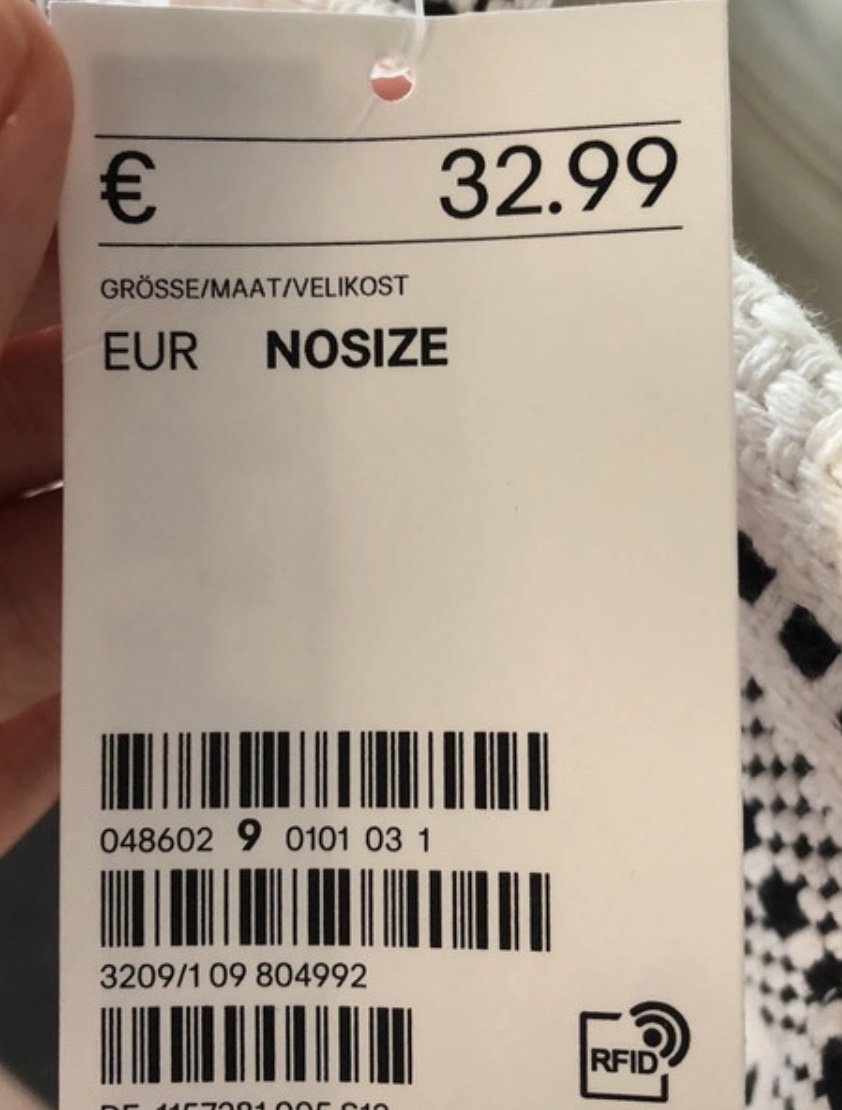 € 32.99
GRÖSSE/MAAT/VELIKOST
EUR NOSIZE
048602 9 0101 03 1
3209/1 09 804992
RFID